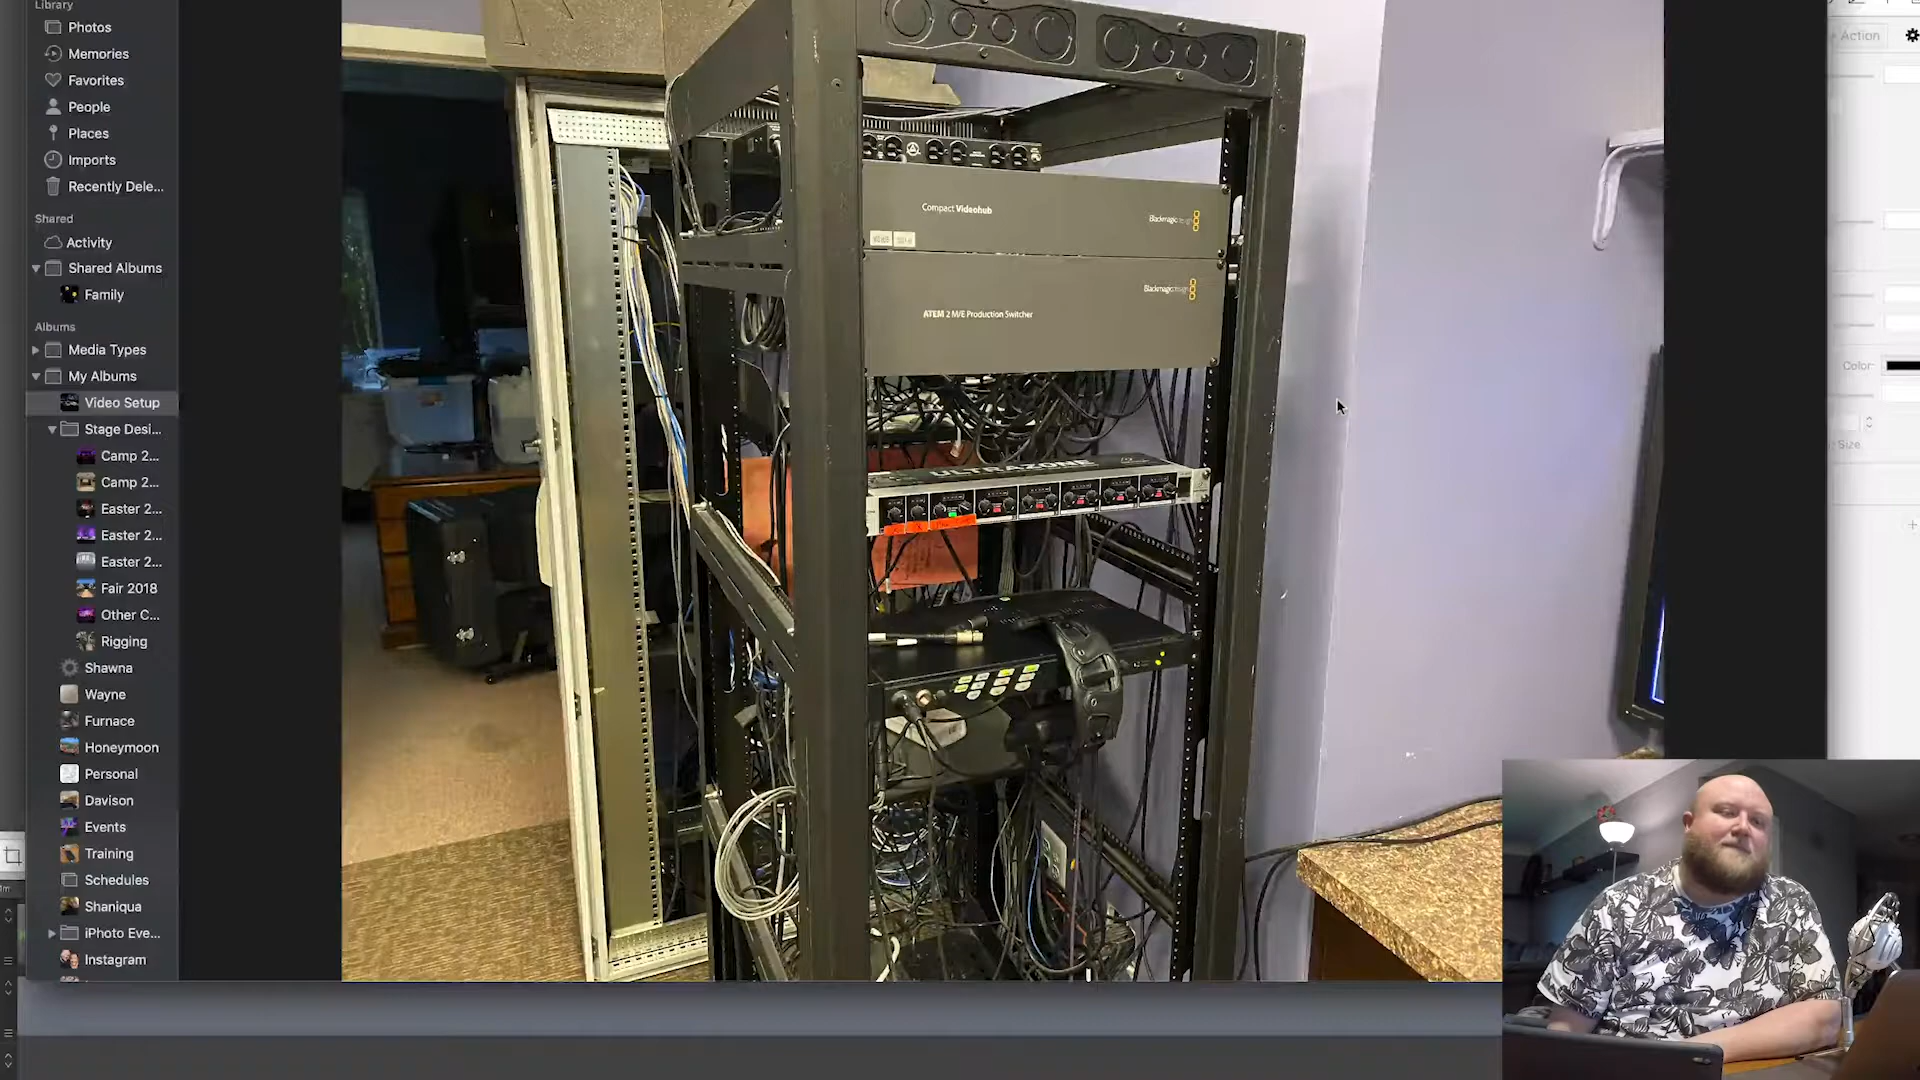 Library
Photos
Memories
Favorites
People
Places
Imports
Recently Dele...
Shared
Activity
Shared Albums
Family
Albums
Media Types
My Albums
Video Setup
Stage Desi...
Camp 2...
Camp 2...
Easter 2...
Easter 2...
Easter 2...
Fair 2018
Other C...
Rigging
Shawna
Wayne
Furnace
Honeymoon
Personal
Davison
Events
Training
Schedules
Shaniqua
iPhoto Eve...
Instagram
Compact Videohub
Blackmagicdesign
Blackmagicdesign
ATEM 2 M/E Production Switcher
ULTRAZONE
Action
Color:
Size